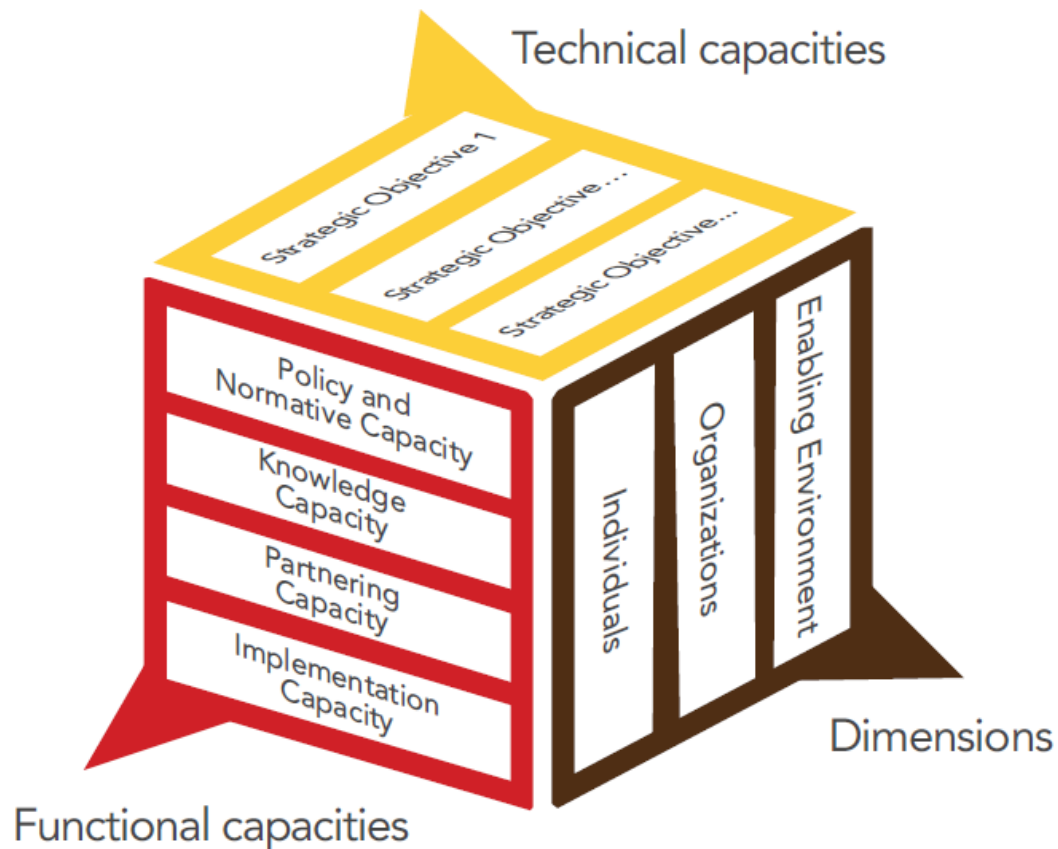 Technical capacities
Strategic Objective 1
Strategic Objective ....
Strategic Objective...
Policy and
Normative Capacity
Knowledge
Capacity
Partnering
Capacity
Implementation
Capacity
Individuals
Organizations
Enabling Environment
Dimensions
Functional capacities